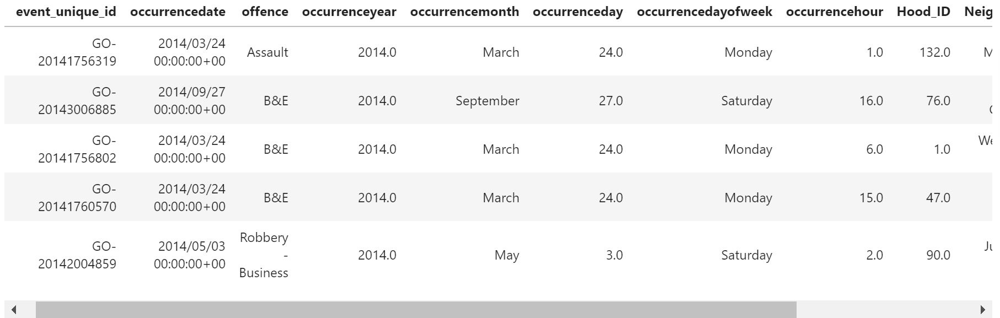 event_unique_id occurrencedate offence occurrenceyear occurrencemonth occurrenceday occurrencedayofweek occurrencehour Hood_ID Neig
GO- 2014/03/24
Assault 2014.0 March 24.0 Monday 1.0 132.0 M
20141756319 00:00:00+00
GO- 2014/09/27
B&E 2014.0 September 27.0 Saturday 16.0 76.0
20143006885 00:00:00+00
GO- 2014/03/24 We
B&E 2014.0 March 24.0 Monday 6.0 1.0
20141756802 00:00:00+00
GO- 2014/03/24
B&E 2014.0 March 24.0 Monday 15.0 47.0
20141760570 00:00:00+00
Robbery
GO- 2014/05/03 Ju
- 2014.0 May 3.0 Saturday 2.0 90.0
20142004859 00:00:00+00
Business